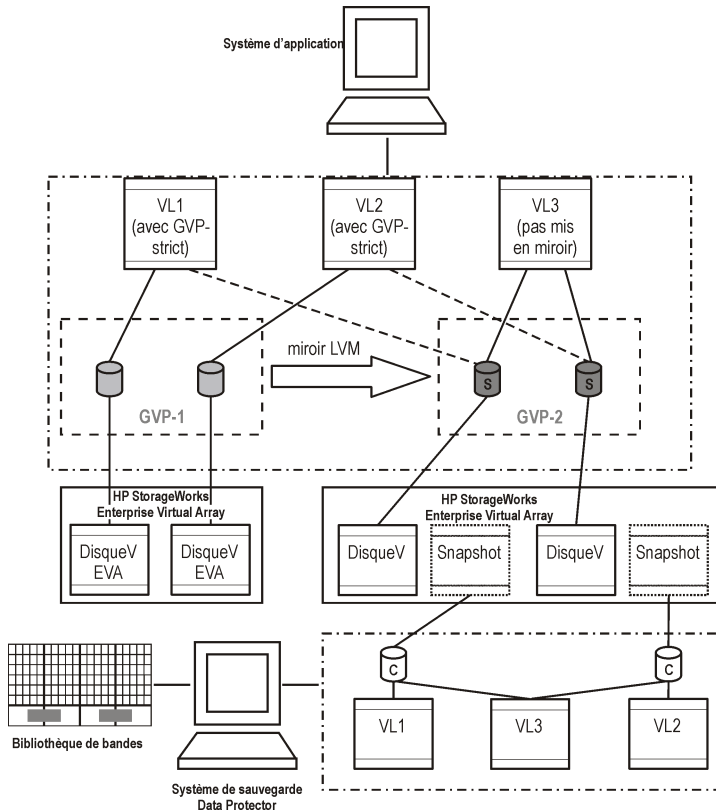 Système d'application
VL1
(avec GVP-
strict)
VL2
(avec GVP-
strict)
VL3
(pas mis
en miroir)
miroir LVM
GVP-1
S
S
GVP-2
HP StorageWorks
Enterprise Virtual Array
DisqueV
EVA
DisqueV
EVA
HP StorageWorks
Enterprise Virtual Array
DisqueV
Snapshot
DisqueV
Snapshot
C
C
VL1
VL3
VL2
Bibliothèque de bandes
Système de sauvegarde
Data Protector